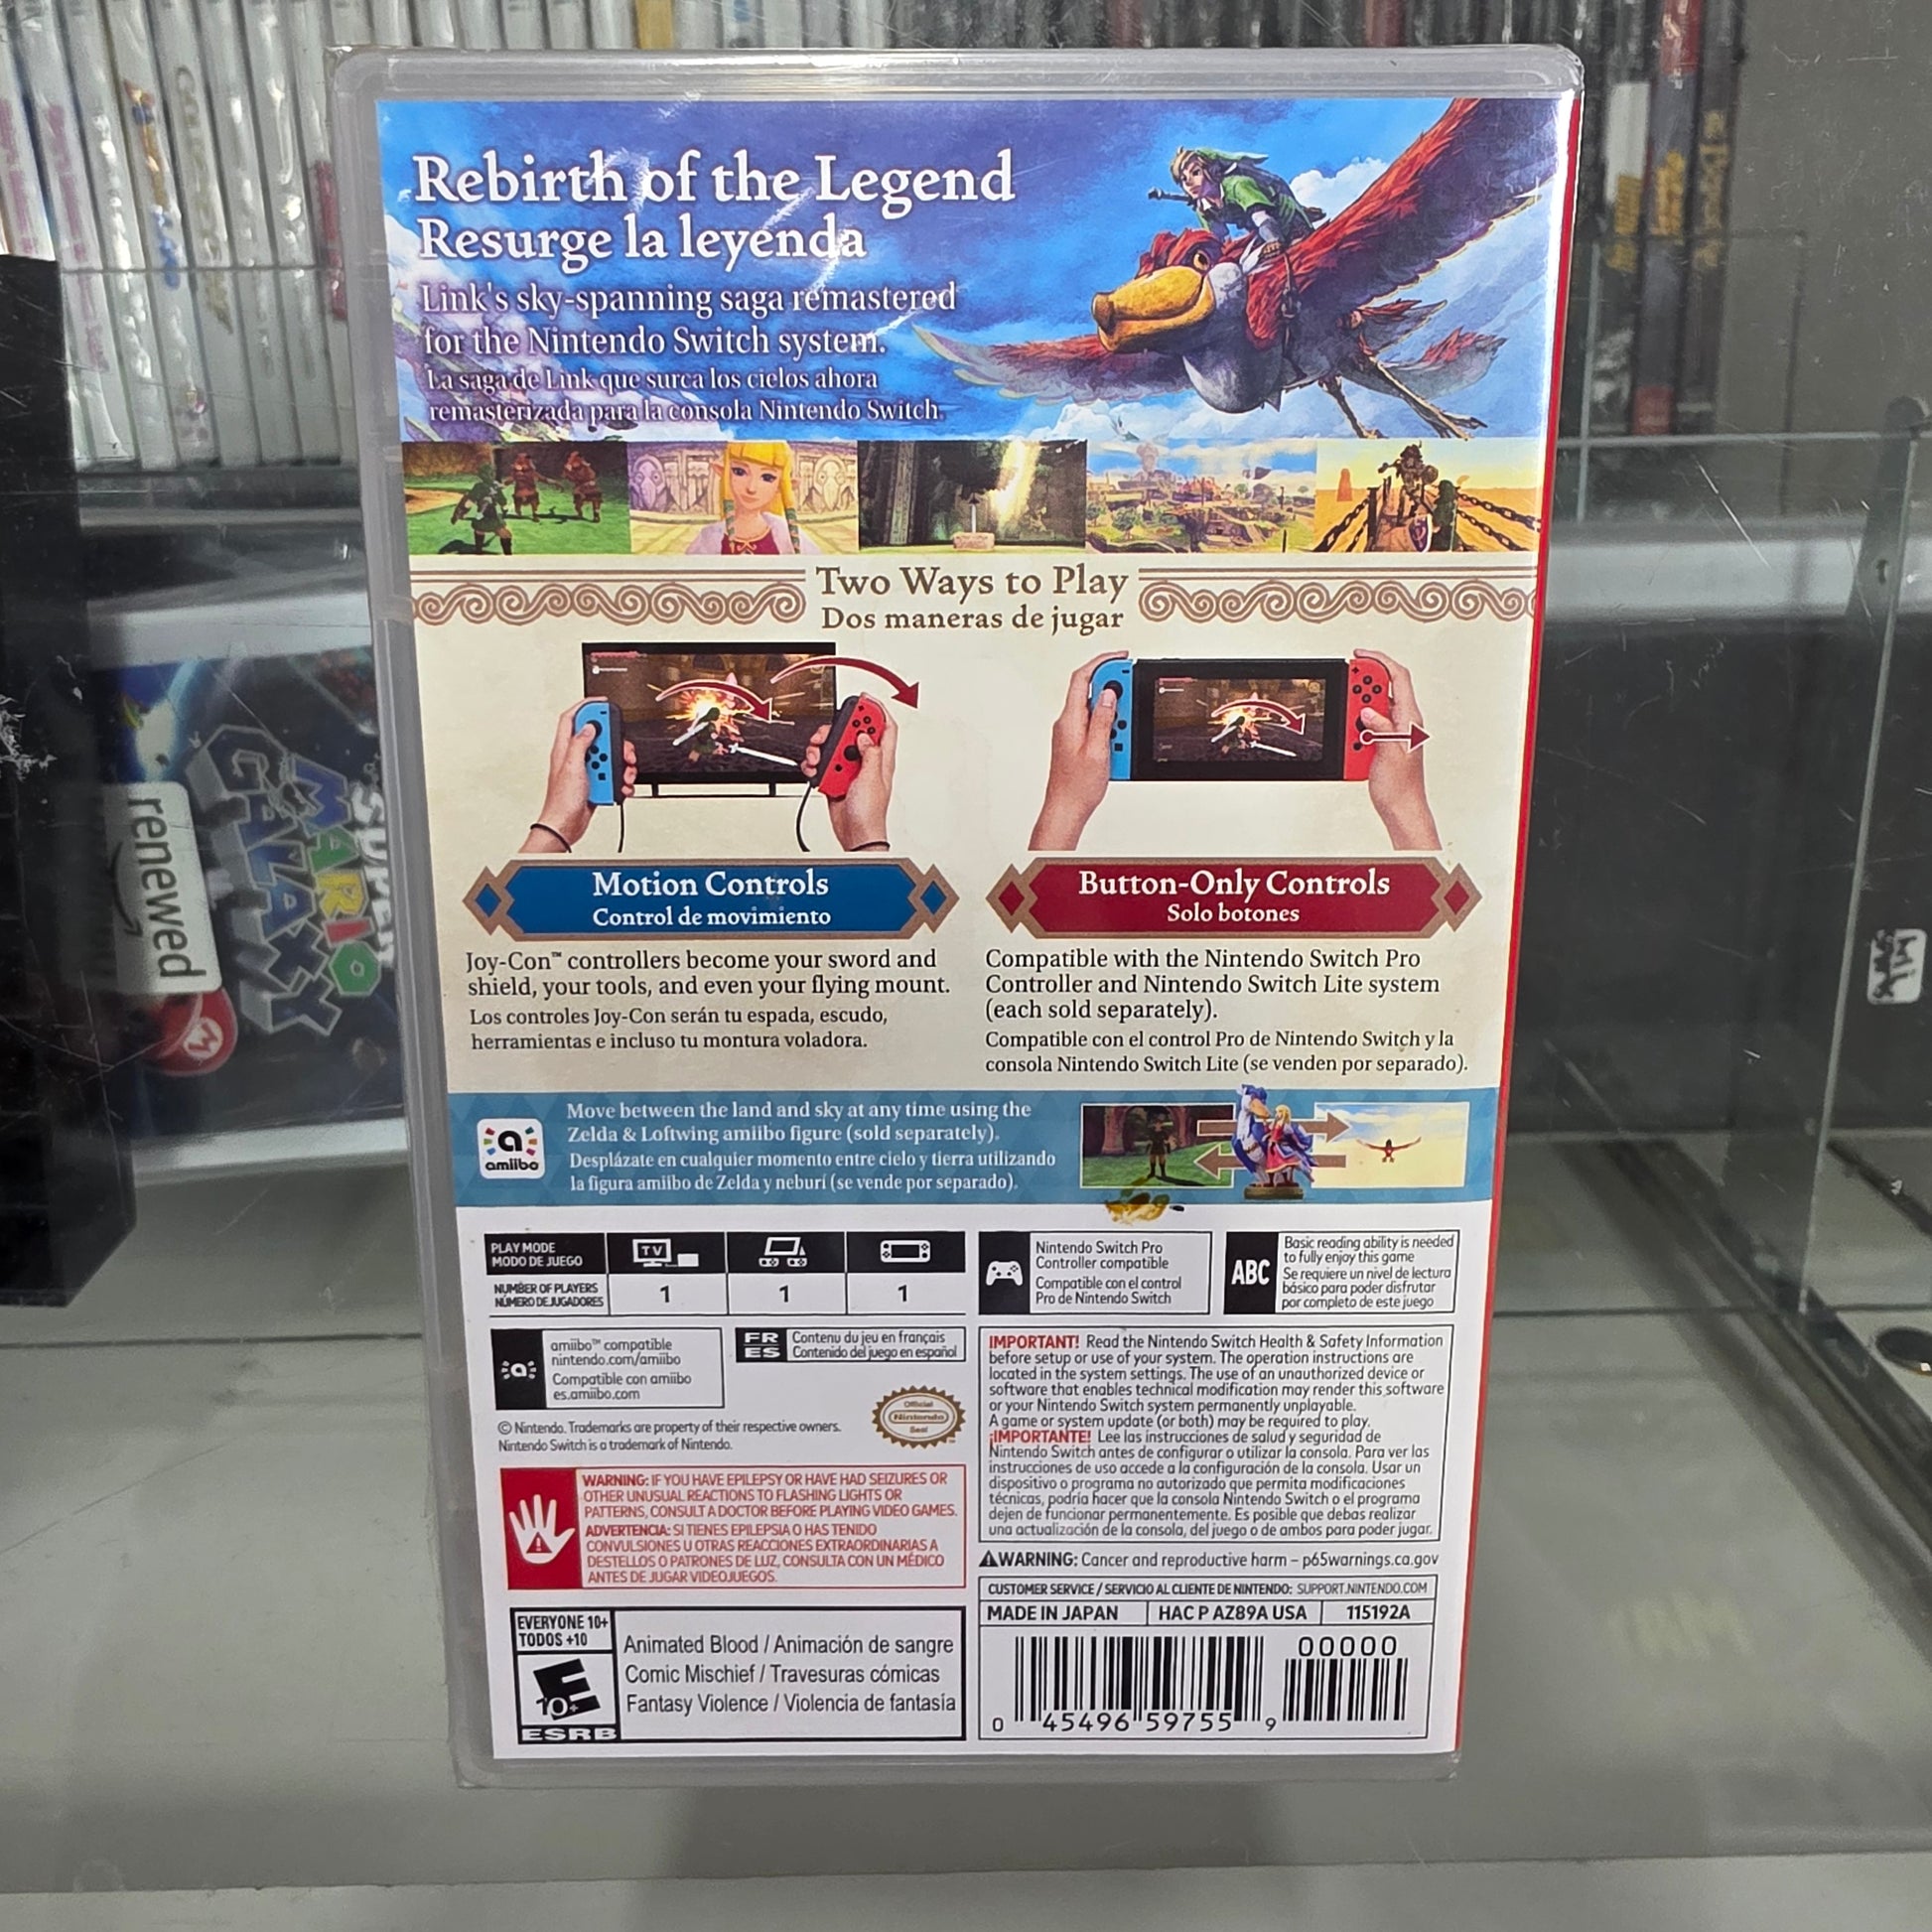 Rebirth of the Legend
Resurge la leyenda
Link's sky-spanning saga remastered
for the Nintendo Switch system.
La saga de Link que surca los cielos ahora
remasterizada para la consola Nintendo Switch.
Two Ways to Play
Dos maneras de jugar
Motion Controls
Control de movimiento
Joy-Con™ controllers become your sword and
shield, your tools, and even your flying mount.
Los controles Joy-Con serán tu espada, escudo,
herramientas e incluso tu montura voladora.
Button-Only Controls
Solo botones
Compatible with the Nintendo Switch Pro
Controller and Nintendo Switch Lite system
(each sold separately).
Compatible con el control Pro de Nintendo Switch y la
consola Nintendo Switch Lite (se venden por separado).
amiibo
Move between the land and sky at any time using the
Zelda & Loftwing amiibo figure (sold separately).
Desplázate en cualquier momento entre cielo y tierra utilizando
la figura amiibo de Zelda y neburí (se vende por separado).
PLAY MODE
MODO DE JUEGO
TV
NUMBER OF PLAYERS
NÚMERO DE JUGADORES
1
1
1
Nintendo Switch Pro
Controller compatible
Compatible con el control
Pro de Nintendo Switch
ABC
Basic reading ability is needed
to fully enjoy this game
Se requiere un nivel de lectura
básico para poder disfrutar
por completo de este juego
amiibo™ compatible
nintendo.com/amiibo
Compatible con amiibo
es.amiibo.com
FR
ES
Contenu du jeu en français
Contenido del juego en español
© Nintendo. Trademarks are property of their respective owners.
Nintendo Switch is a trademark of Nintendo.
Official
Nintendo
Seal
IMPORTANT! Read the Nintendo Switch Health & Safety Information
before setup or use of your system. The operation instructions are
located in the system settings. The use of an unauthorized device or
software that enables technical modification may render this software
or your Nintendo Switch system permanently unplayable.
A game or system update (or both) may be required to play.
¡IMPORTANTE! Lee las instrucciones de salud y seguridad de
Nintendo Switch antes de configurar o utilizar la consola. Para ver las
instrucciones de uso accede a la configuración de la consola. Usar un
dispositivo o programa no autorizado que permita modificaciones
técnicas, podría hacer que la consola Nintendo Switch o el programa
dejen de funcionar permanentemente. Es posible que debas realizar
una actualización de la consola, del juego o de ambos para poder jugar.
WARNING: IF YOU HAVE EPILEPSY OR HAVE HAD SEIZURES OR
OTHER UNUSUAL REACTIONS TO FLASHING LIGHTS OR
PATTERNS, CONSULT A DOCTOR BEFORE PLAYING VIDEO GAMES.
ADVERTENCIA: SI TIENES EPILEPSIA O HAS TENIDO
CONVULSIONES U OTRAS REACCIONES EXTRAORDINARIAS A
DESTELLOS O PATRONES DE LUZ, CONSULTA CON UN MÉDICO
ANTES DE JUGAR VIDEOJUEGOS.
WARNING: Cancer and reproductive harm – p65warnings.ca.gov
CUSTOMER SERVICE / SERVICIO AL CLIENTE DE NINTENDO: SUPPORT.NINTENDO.COM
MADE IN JAPAN
HAC P AZ89A USA
115192A
EVERYONE 10+
TODOS +10
E
10+
ESRB
Animated Blood / Animación de sangre
Comic Mischief / Travesuras cómicas
Fantasy Violence / Violencia de fantasía
00000
0 45496 59755 9
renewed
SUPER
MARIO
GALAXY
M